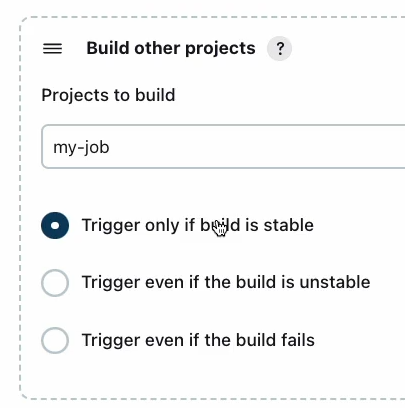 Build other projects ?
Projects to build
my-job
Trigger only if build is stable
Trigger even if the build is unstable
Trigger even if the build fails